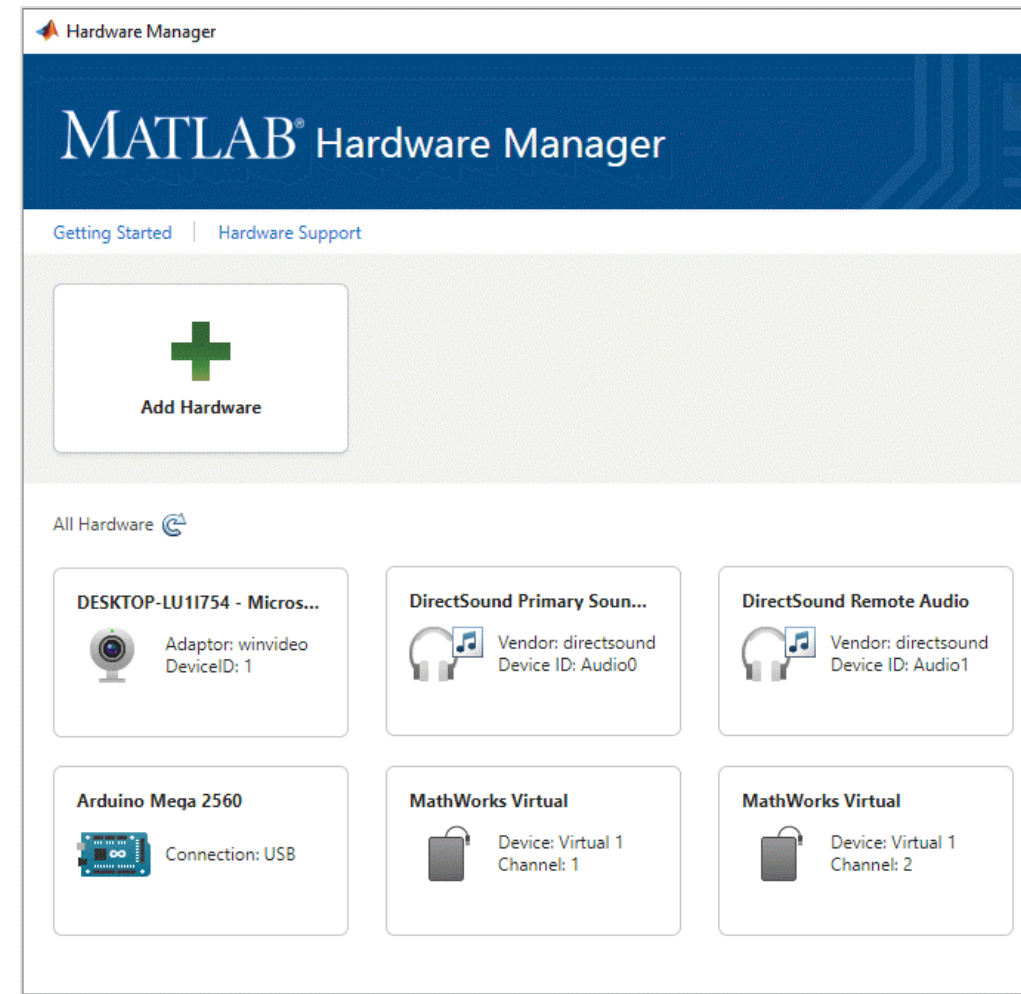 Hardware Manager
MATLAB® Hardware Manager
Getting Started | Hardware Support
Add Hardware
All Hardware
DESKTOP-LU1I754 - Micros...
Adaptor: winvideo
DeviceID: 1
DirectSound Primary Soun...
Vendor: directsound
Device ID: Audio0
DirectSound Remote Audio
Vendor: directsound
Device ID: Audio1
Arduino Mega 2560
Connection: USB
MathWorks Virtual
Device: Virtual 1
Channel: 1
MathWorks Virtual
Device: Virtual 1
Channel: 2